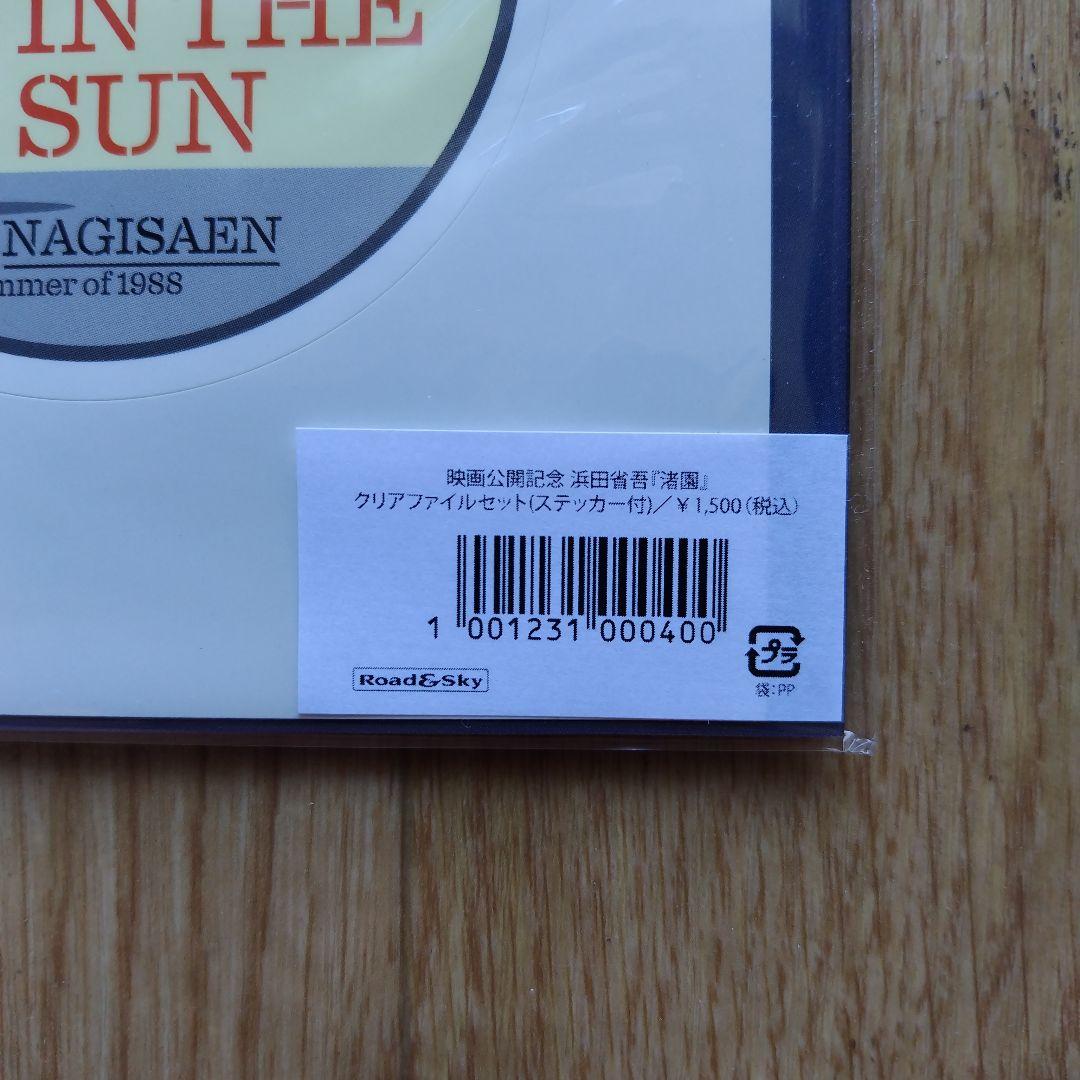 IN THE
SUN
NAGISAEN
mmer of 1988
映画公開記念 浜田省吾『渚園』
クリアファイルセット(ステッカー付)／￥1,500（税込）
1 001231 000400
プラ
Road&Sky
袋:PP